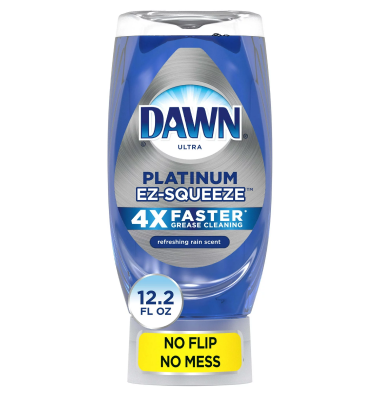 DAWN®
ULTRA
PLATINUM
EZ-SQUEEZE™
4X FASTER*
GREASE CLEANING
refreshing rain scent
12.2
FL OZ
NO FLIP
NO MESS